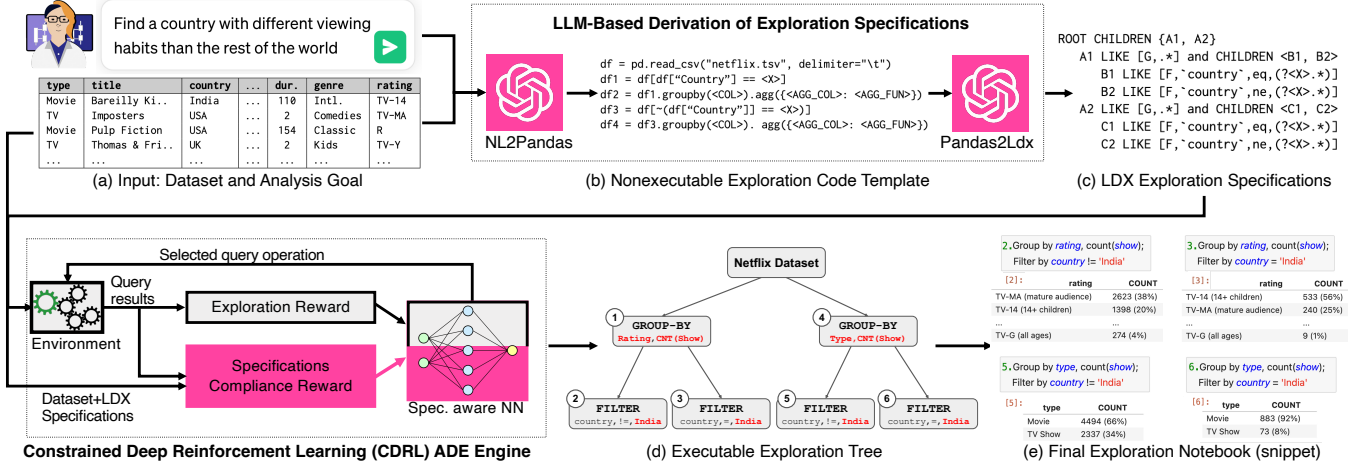 Find a country with different viewing
habits than the rest of the world
type title country ... dur. genre rating
Movie Bareilly Ki.. India ... 110 Intl. TV-14
TV Imposters USA ... 2 Comedies TV-MA
Movie Pulp Fiction USA ... 154 Classic R
TV Thomas & Fri.. UK ... 2 Kids TV-Y
... ... ... ... ... ... ...
(a) Input: Dataset and Analysis Goal
LLM-Based Derivation of Exploration Specifications
NL2Pandas
df = pd.read_csv("netflix.tsv", delimiter="\t")
df1 = df[df[“Country”] == <X>]
df2 = df1.groupby(<COL>).agg({<AGG_COL>: <AGG_FUN>})
df3 = df[~(df[“Country”]] == <X>)]
df4 = df3.groupby(<COL>). agg({<AGG_COL>: <AGG_FUN>})
Pandas2Ldx
(b) Nonexecutable Exploration Code Template
ROOT CHILDREN {A1, A2}
A1 LIKE [G,.*] and CHILDREN <B1, B2>
B1 LIKE [F,`country`,eq,(?<X>.*)]
B2 LIKE [F,`country`,ne,(?<X>.*)]
A2 LIKE [G,.*] and CHILDREN <C1, C2>
C1 LIKE [F,`country`,eq,(?<X>.*)]
C2 LIKE [F,`country`,ne,(?<X>.*)]
(c) LDX Exploration Specifications
Selected query operation
Query
results
Environment
Exploration Reward
Specifications
Compliance Reward
Dataset+LDX
Specifications
Spec. aware NN
Constrained Deep Reinforcement Learning (CDRL) ADE Engine
Netflix Dataset
1
GROUP-BY
Rating,CNT(Show)
4
GROUP-BY
Type,CNT(Show)
2
FILTER
country,!=,India
3
FILTER
country,=,India
5
FILTER
country,!=,India
6
FILTER
country,=,India
(d) Executable Exploration Tree
2.Group by rating, count(show);
Filter by country != 'India'
[2]:
rating COUNT
TV-MA (mature audience) 2623 (38%)
TV-14 (14+ children) 1398 (20%)
...
TV-G (all ages) 274 (4%)
3.Group by rating, count(show);
Filter by country = 'India'
[3]:
rating COUNT
TV-14 (14+ children) 533 (56%)
TV-MA (mature audience) 240 (25%)
... ...
TV-G (all ages) 9 (1%)
5.Group by type, count(show);
Filter by country != 'India'
[5]:
type COUNT
Movie 4494 (66%)
TV Show 2337 (34%)
6.Group by type, count(show);
Filter by country = 'India'
[6]:
type COUNT
Movie 883 (92%)
TV Show 73 (8%)
(e) Final Exploration Notebook (snippet)